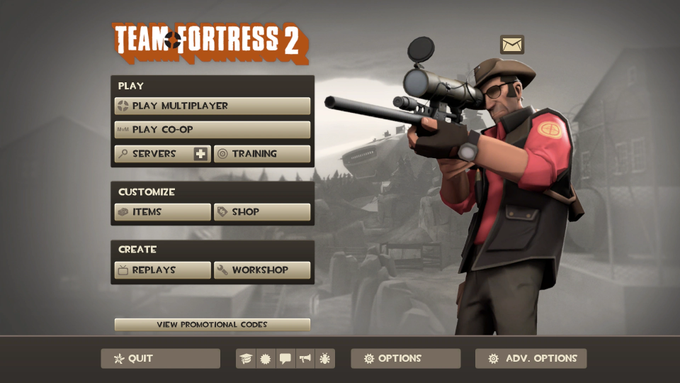 TEAM FORTRESS 2
PLAY
PLAY MULTIPLAYER
MvM PLAY CO-OP
SERVERS
TRAINING
CUSTOMIZE
ITEMS
SHOP
CREATE
REPLAYS
WORKSHOP
VIEW PROMOTIONAL CODES
QUIT
OPTIONS
ADV. OPTIONS